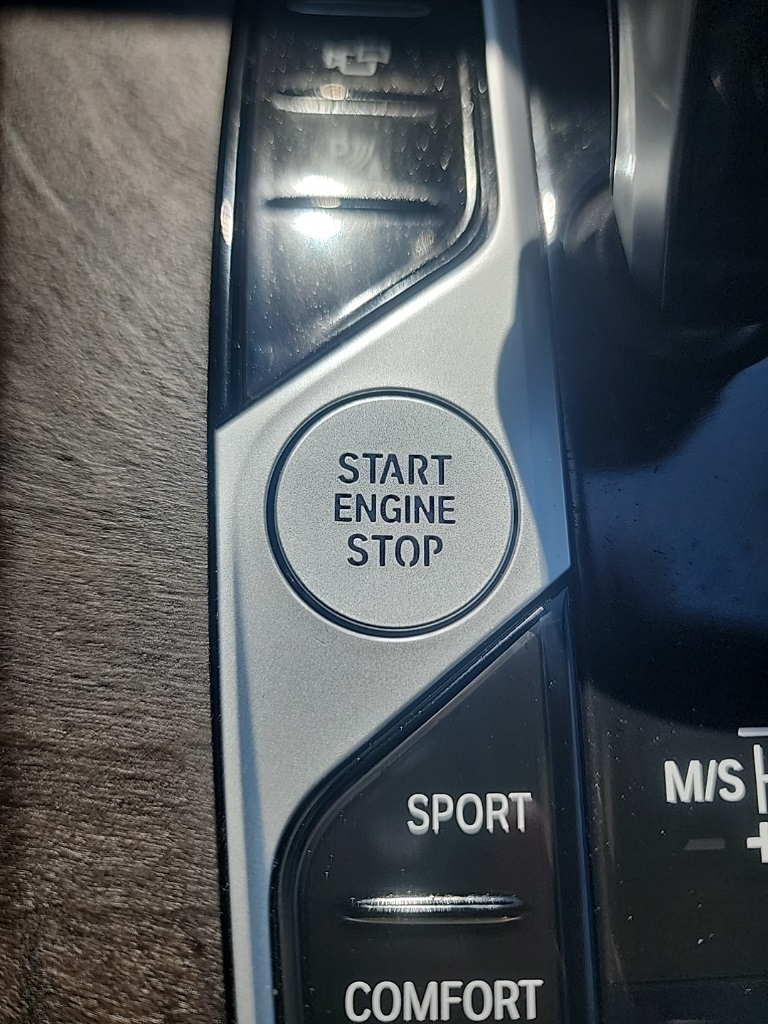 P
START
ENGINE
STOP
SPORT
M/S
+
COMFORT